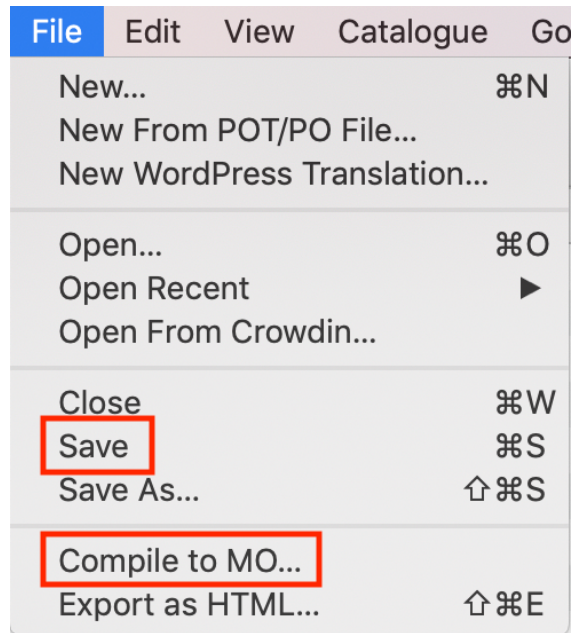 File Edit View Catalogue Go
New... ⌘N
New From POT/PO File...
New WordPress Translation...
Open... ⌘O
Open Recent ▶
Open From Crowdin...
Close ⌘W
Save ⌘S
Save As... ⇧⌘S
Compile to MO...
Export as HTML... ⇧⌘E